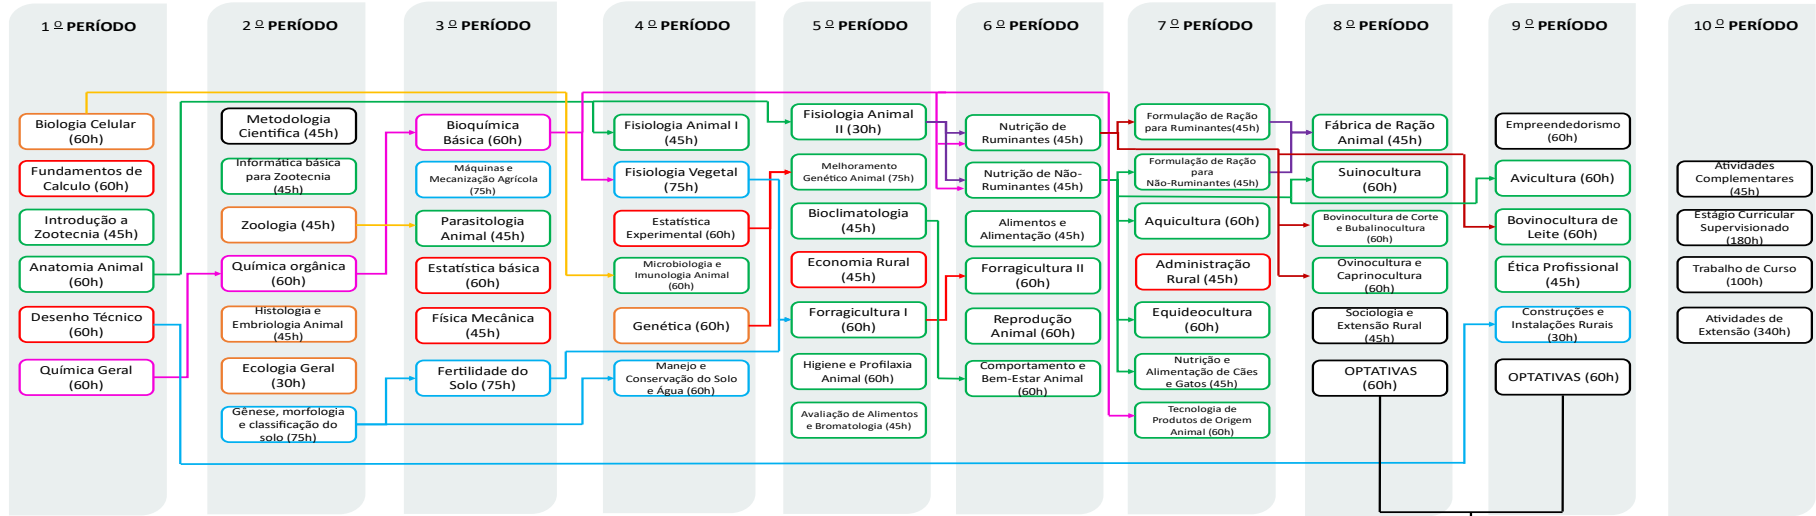 1 º PERÍODO
Biologia Celular
(60h)
Fundamentos de
Calculo (60h)
Introdução a
Zootecnia (45h)
Anatomia Animal
(60h)
Desenho Técnico
(60h)
Química Geral
(60h)
2 º PERÍODO
Metodologia
Científica (45h)
Informática básica
para Zootecnia
(45h)
Zoologia (45h)
Química orgânica
(60h)
Histologia e
Embriologia Animal
(45h)
Ecologia Geral
(30h)
Gênese, morfologia
e classificação do
solo (75h)
3 º PERÍODO
Bioquímica
Básica (60h)
Máquinas e
Mecanização Agrícola
(75h)
Parasitologia
Animal (45h)
Estatística básica
(60h)
Física Mecânica
(45h)
Fertilidade do
Solo (75h)
4 º PERÍODO
Fisiologia Animal I
(45h)
Fisiologia Vegetal
(75h)
Estatística
Experimental (60h)
Microbiologia e
Imunologia Animal
(60h)
Genética (60h)
Manejo e
Conservação do Solo
e Água (60h)
5 º PERÍODO
Fisiologia Animal
II (30h)
Melhoramento
Genético Animal (75h)
Bioclimatologia
(45h)
Economia Rural
(45h)
Forragicultura I
(60h)
Higiene e Profilaxia
Animal (60h)
Avaliação de Alimentos
e Bromatologia (45h)
6 º PERÍODO
Nutrição de
Ruminantes (45h)
Nutrição de Não-
Ruminantes (45h)
Alimentos e
Alimentação (45h)
Forragicultura II
(60h)
Reprodução
Animal (60h)
Comportamento e
Bem-Estar Animal
(60h)
7 º PERÍODO
Formulação de Ração
para Ruminantes(45h)
Formulação de Ração
para
Não-Ruminantes (45h)
Aquicultura (60h)
Administração
Rural (45h)
Equideocultura
(60h)
Nutrição e
Alimentação de Cães
e Gatos (45h)
Tecnologia de
Produtos de Origem
Animal (60h)
8 º PERÍODO
Fábrica de Ração
Animal (45h)
Suinocultura
(60h)
Bovinocultura de Corte
e Bubalinocultura
(60h)
Ovinocultura e
Caprinocultura
(60h)
Sociologia e
Extensão Rural
(45h)
OPTATIVAS
(60h)
9 º PERÍODO
Empreendedorismo
(60h)
Avicultura (60h)
Bovinocultura de
Leite (60h)
Ética Profissional
(45h)
Construções e
Instalações Rurais
(30h)
OPTATIVAS (60h)
10 º PERÍODO
Atividades
Complementares
(45h)
Estágio Curricular
Supervisionado
(180h)
Trabalho de Curso
(100h)
Atividades de
Extensão (340h)